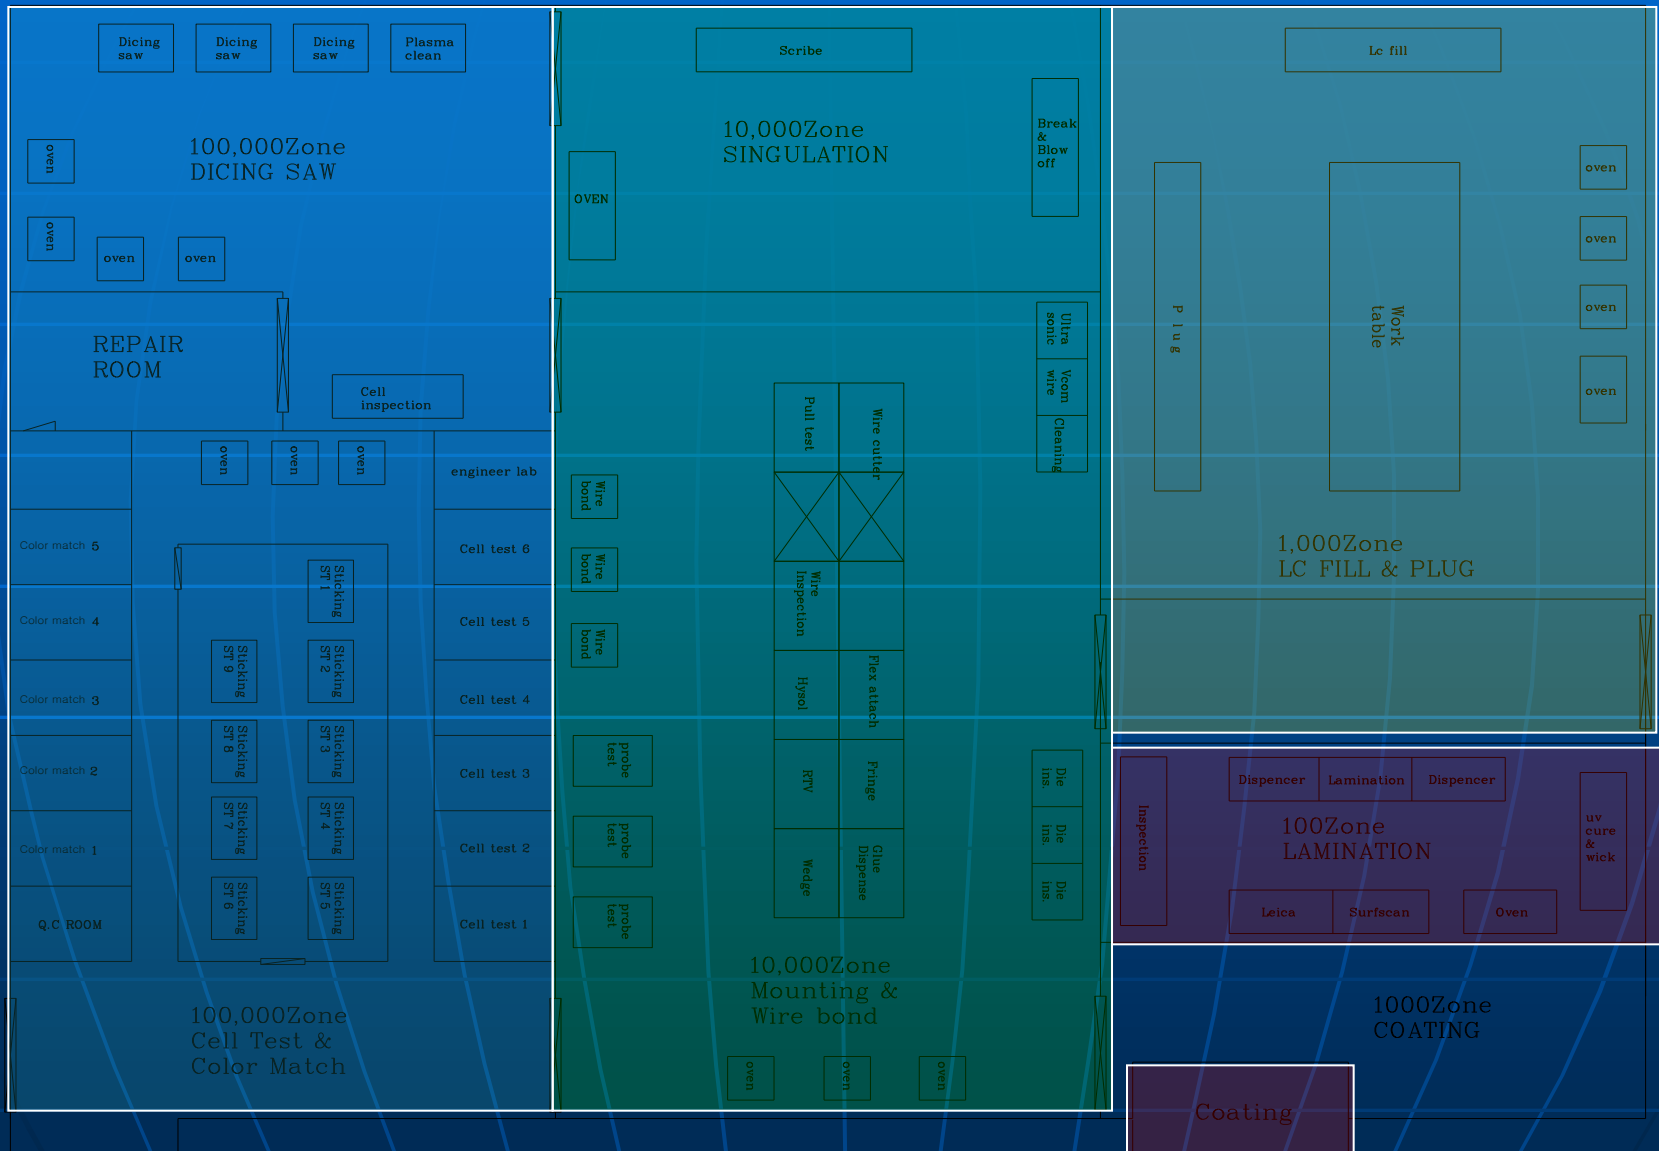 Dicing
saw
Dicing
saw
Dicing
saw
Plasma
clean
oven
100,000Zone
DICING SAW
oven
oven
oven
REPAIR
ROOM
Cell
inspection
oven
oven
oven
engineer lab
Color match 5
Cell test 6
Color match 4
Cell test 5
Color match 3
Cell test 4
Color match 2
Cell test 3
Color match 1
Cell test 2
Q.C ROOM
Cell test 1
Sticking
ST 1
Sticking
ST 9
Sticking
ST 2
Sticking
ST 8
Sticking
ST 3
Sticking
ST 7
Sticking
ST 4
Sticking
ST 6
Sticking
ST 5
100,000Zone
Cell Test &
Color Match
Scribe
10,000Zone
SINGULATION
Break
&
Blow
off
OVEN
Ultra
sonic
Vcom
wire
Cleaning
Pull test
Wire cutter
Wire
bond
Wire
bond
Wire
bond
Wire
Inspection
Hysol
Flex attach
RTV
Fringe
Wedge
Glue
Dispense
probe
test
probe
test
probe
test
Die
ins.
Die
ins.
Die
ins.
10,000Zone
Mounting &
Wire bond
oven
oven
oven
Lc fill
Plug
Work
table
oven
oven
oven
oven
1,000Zone
LC FILL & PLUG
Inspection
Dispencer
Lamination
Dispencer
100Zone
LAMINATION
uv
cure
&
wick
Leica
Surfscan
Oven
1000Zone
COATING
Coating